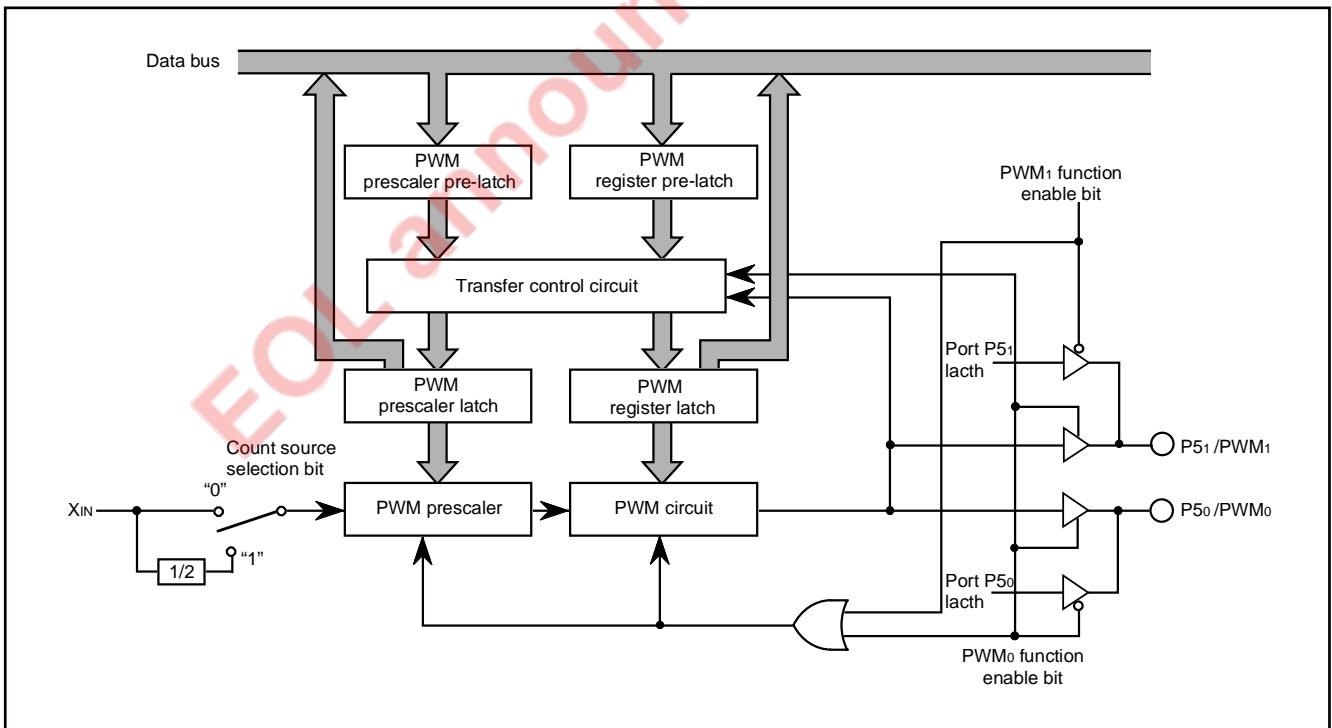 Data bus
EOL announ
PWM
prescaler pre-latch
PWM
register pre-latch
PWM1 function
enable bit
Transfer control circuit
Port P51
lacth
PWM
prescaler latch
PWM
register latch
Count source
selection bit
P51 /PWM1
“0”
XIN
PWM prescaler
PWM circuit
P50 /PWM0
“1”
1/2
Port P50
lacth
PWM0 function
enable bit